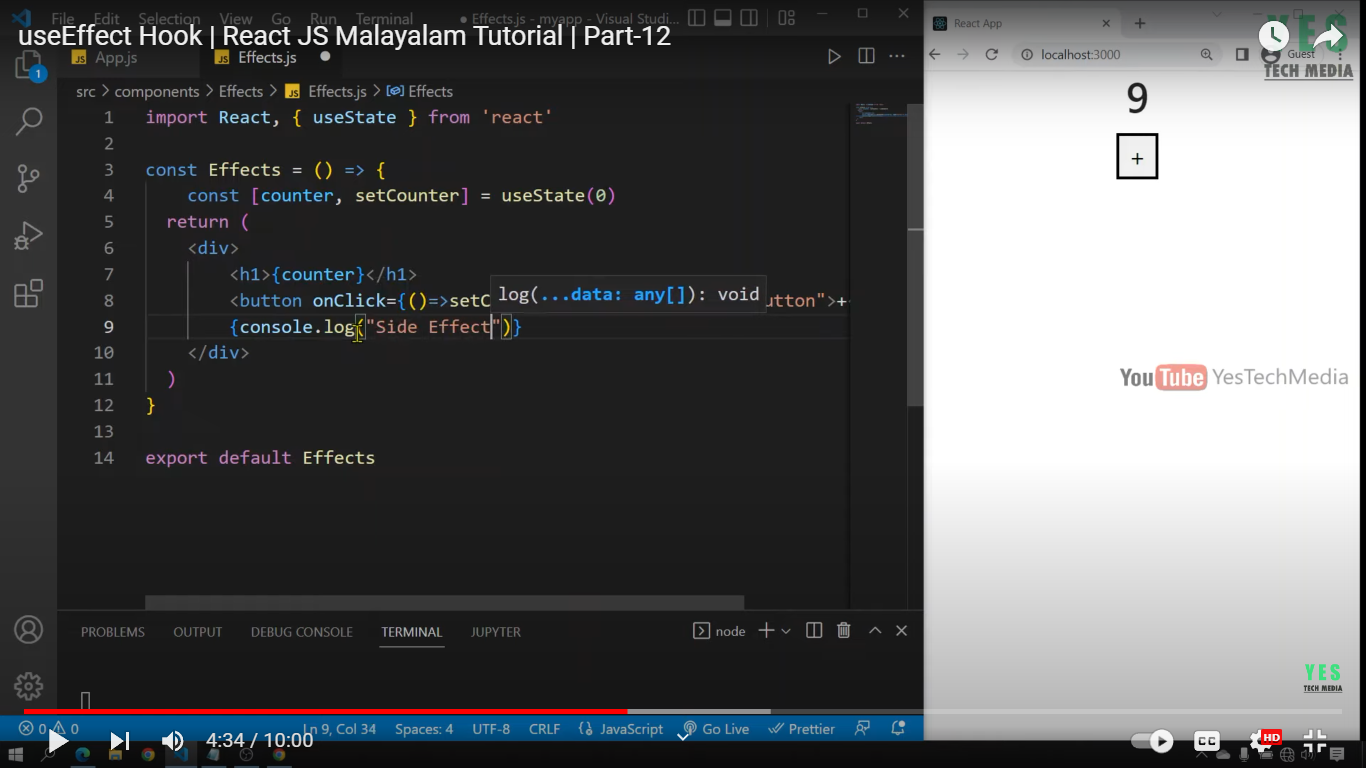 File Edit Selection View Go Run Terminal ● Effects.js - myapp - Visual Studi...
useEffect Hook | React JS Malayalam Tutorial | Part-12
JS App.js
JS Effects.js ●
src > components > Effects > JS Effects.js > Effects
1 import React, { useState } from 'react'
2
3 const Effects = () => {
4 const [counter, setCounter] = useState(0)
5 return (
6 <div>
7 <h1>{counter}</h1>
8 <button onClick={()=>setC utton">+
log(...data: any[]): void
9 {console.log("Side Effect")}
10 </div>
11 )
12 }
13
14 export default Effects
1
PROBLEMS OUTPUT DEBUG CONSOLE TERMINAL JUPYTER
node
0 0 Ln 9, Col 34 Spaces: 4 UTF-8 CRLF {} JavaScript Go Live Prettier
4:34 / 10:00
CC HD
React App
localhost:3000
Guest
YES
TECH MEDIA
9
+
YouTube YesTechMedia
YES
TECH MEDIA